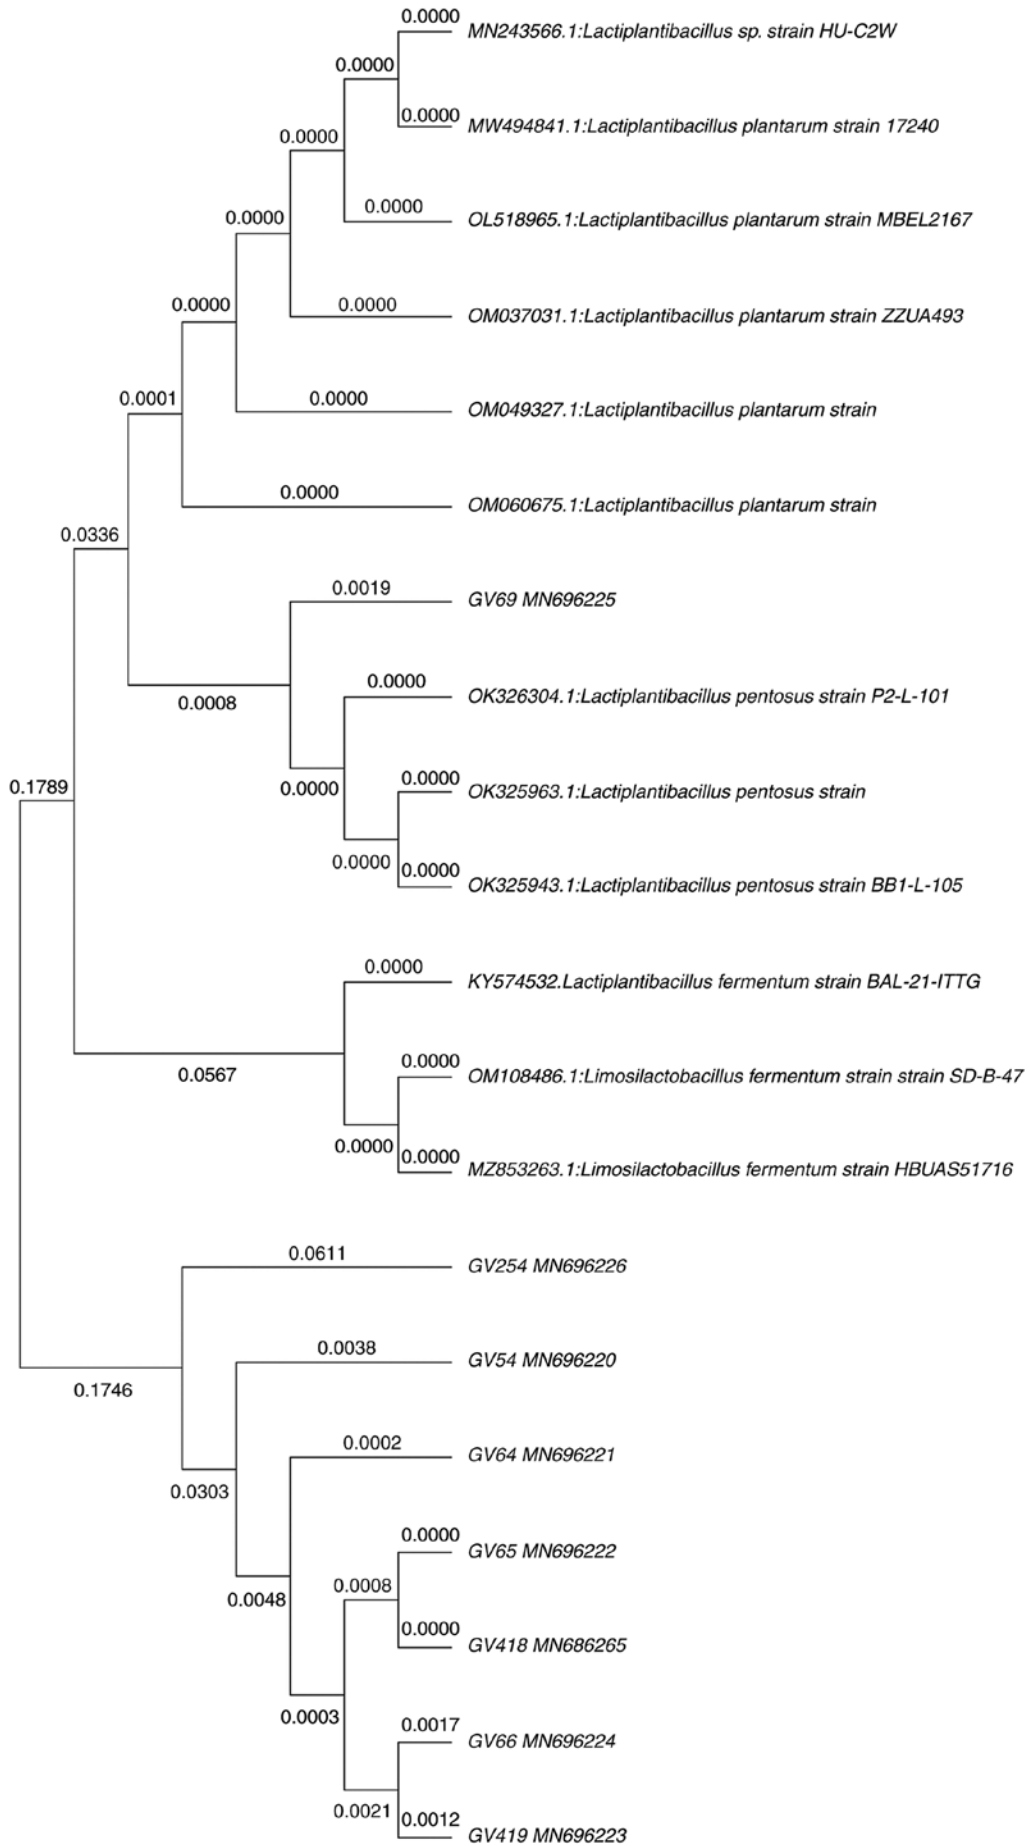 0.0000
MN243566.1:Lactiplantibacillus sp. strain HU-C2W
0.0000
0.0000
MW494841.1:Lactiplantibacillus plantarum strain 17240
0.0000
0.0000
OL518965.1:Lactiplantibacillus plantarum strain MBEL2167
0.0000
0.0000
OM037031.1:Lactiplantibacillus plantarum strain ZZUA493
0.0000
0.0001
0.0000
OM049327.1:Lactiplantibacillus plantarum strain
0.0000
OM060675.1:Lactiplantibacillus plantarum strain
0.0336
0.0019
GV69 MN696225
0.0008
0.0000
OK326304.1:Lactiplantibacillus pentosus strain P2-L-101
0.1789
0.0000
0.0000
OK325963.1:Lactiplantibacillus pentosus strain
0.0000
0.0000
OK325943.1:Lactiplantibacillus pentosus strain BB1-L-105
0.0000
KY574532.Lactiplantibacillus fermentum strain BAL-21-ITTG
0.0567
0.0000
OM108486.1:Limosilactobacillus fermentum strain strain SD-B-47
0.0000
0.0000
MZ853263.1:Limosilactobacillus fermentum strain HBUAS51716
0.0611
GV254 MN696226
0.0038
GV54 MN696220
0.1746
0.0002
GV64 MN696221
0.0303
0.0000
GV65 MN696222
0.0048
0.0008
0.0000
GV418 MN686265
0.0003
0.0017
GV66 MN696224
0.0021
0.0012
GV419 MN696223